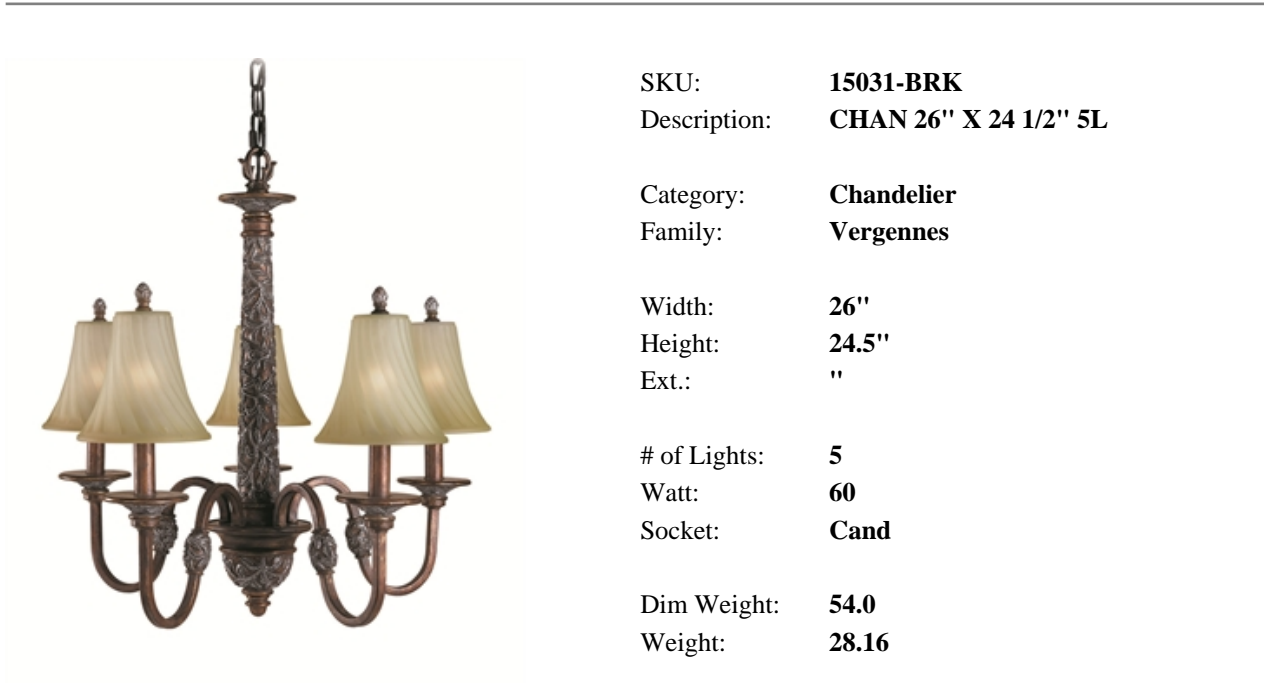 SKU: 15031-BRK
Description: CHAN 26" X 24 1/2" 5L
Category: Chandelier
Family: Vergennes
Width: 26"
Height: 24.5"
Ext.: "
# of Lights: 5
Watt: 60
Socket: Cand
Dim Weight: 54.0
Weight: 28.16